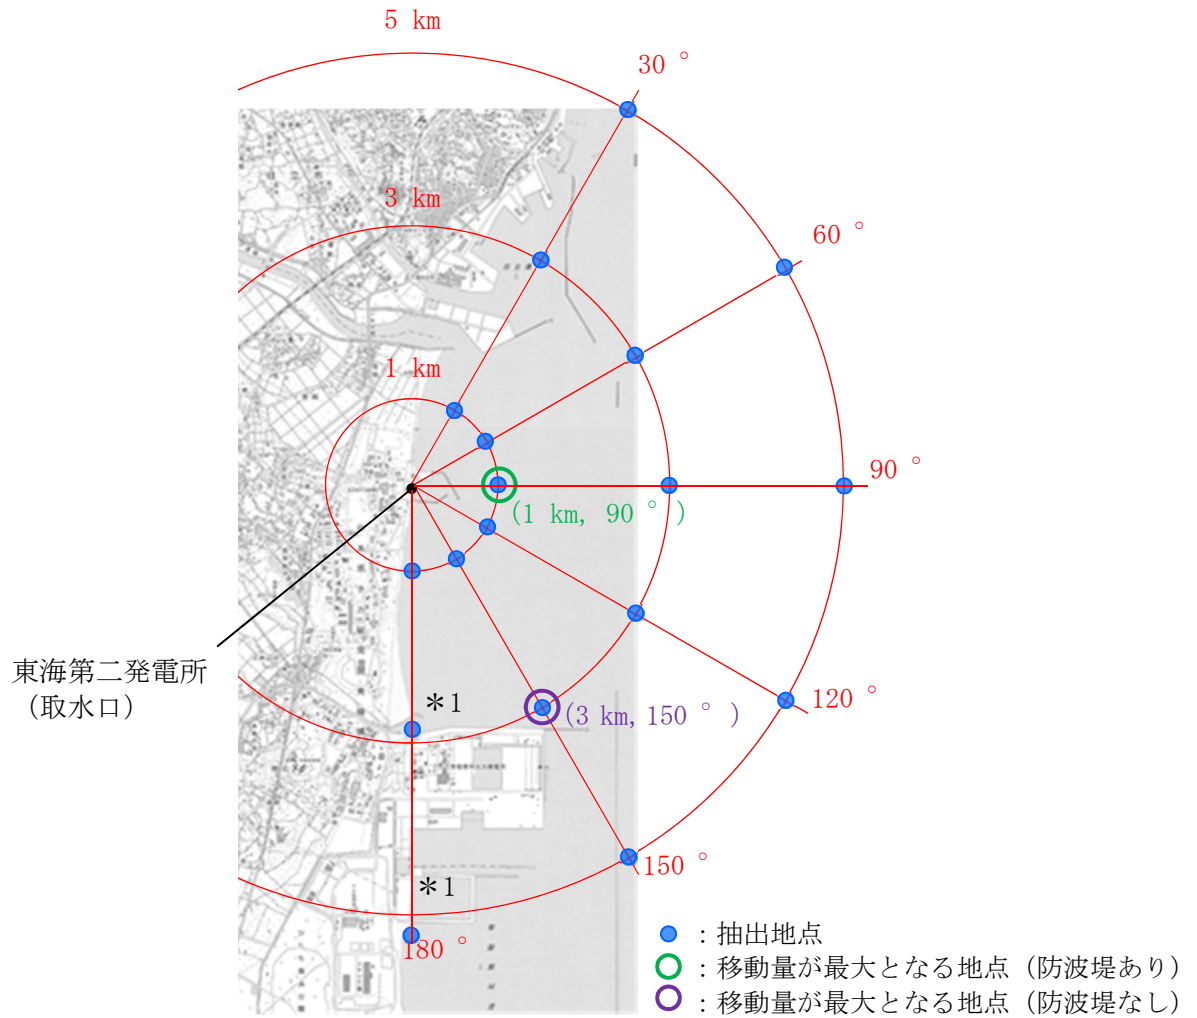 5 km
30 °
3 km
60 °
1 km
90 °
(1 km, 90 ° )
東海第二発電所
（取水口）
＊1
(3 km, 150 ° )
120 °
150 °
＊1
180 °
：抽出地点
：移動量が最大となる地点（防波堤あり）
：移動量が最大となる地点（防波堤なし）